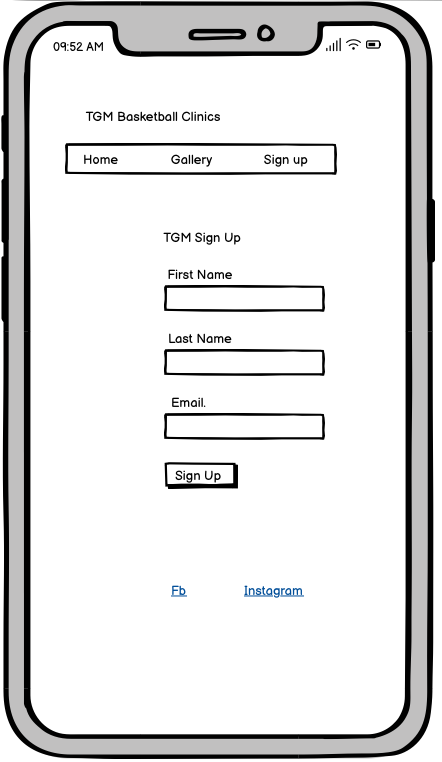 09:52 AM
TGM Basketball Clinics
Home Gallery Sign up
TGM Sign Up
First Name
Last Name
Email.
Sign Up
Fb Instagram